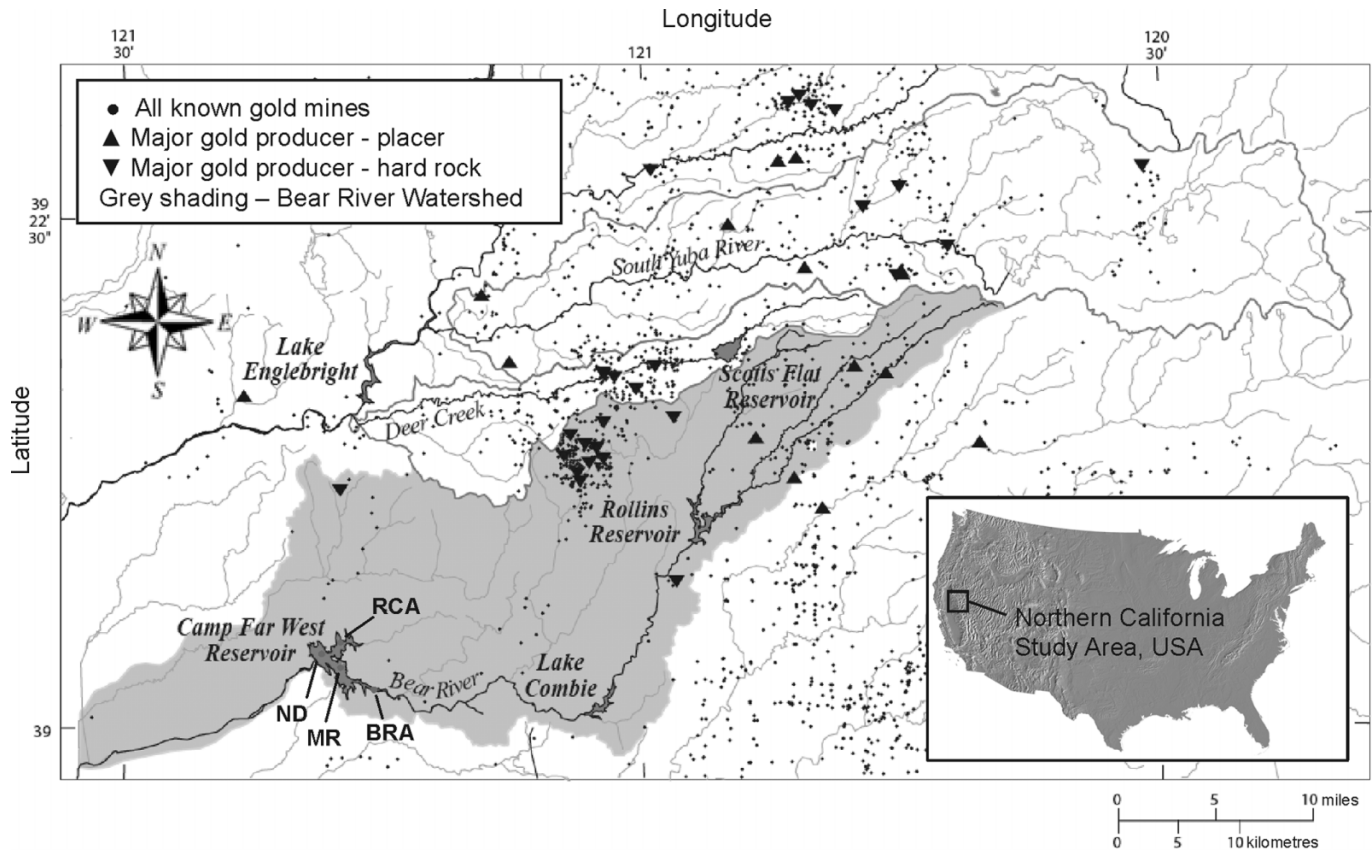 Longitude
121
30'
121
120
30'
All known gold mines
Major gold producer - placer
Major gold producer - hard rock
Grey shading – Bear River Watershed
39
22
30'
N
W
E
S
South Yuba River
Lake
Englebright
Scotts Flat
Reservoir
Deer Creek
Latitude
Rollins
Reservoir
RCA
Camp Far West
Reservoir
Lake
Combie
Bear River
ND
MR
BRA
39
Northern California
Study Area, USA
0
5
10 miles
0
5
10 kilometres